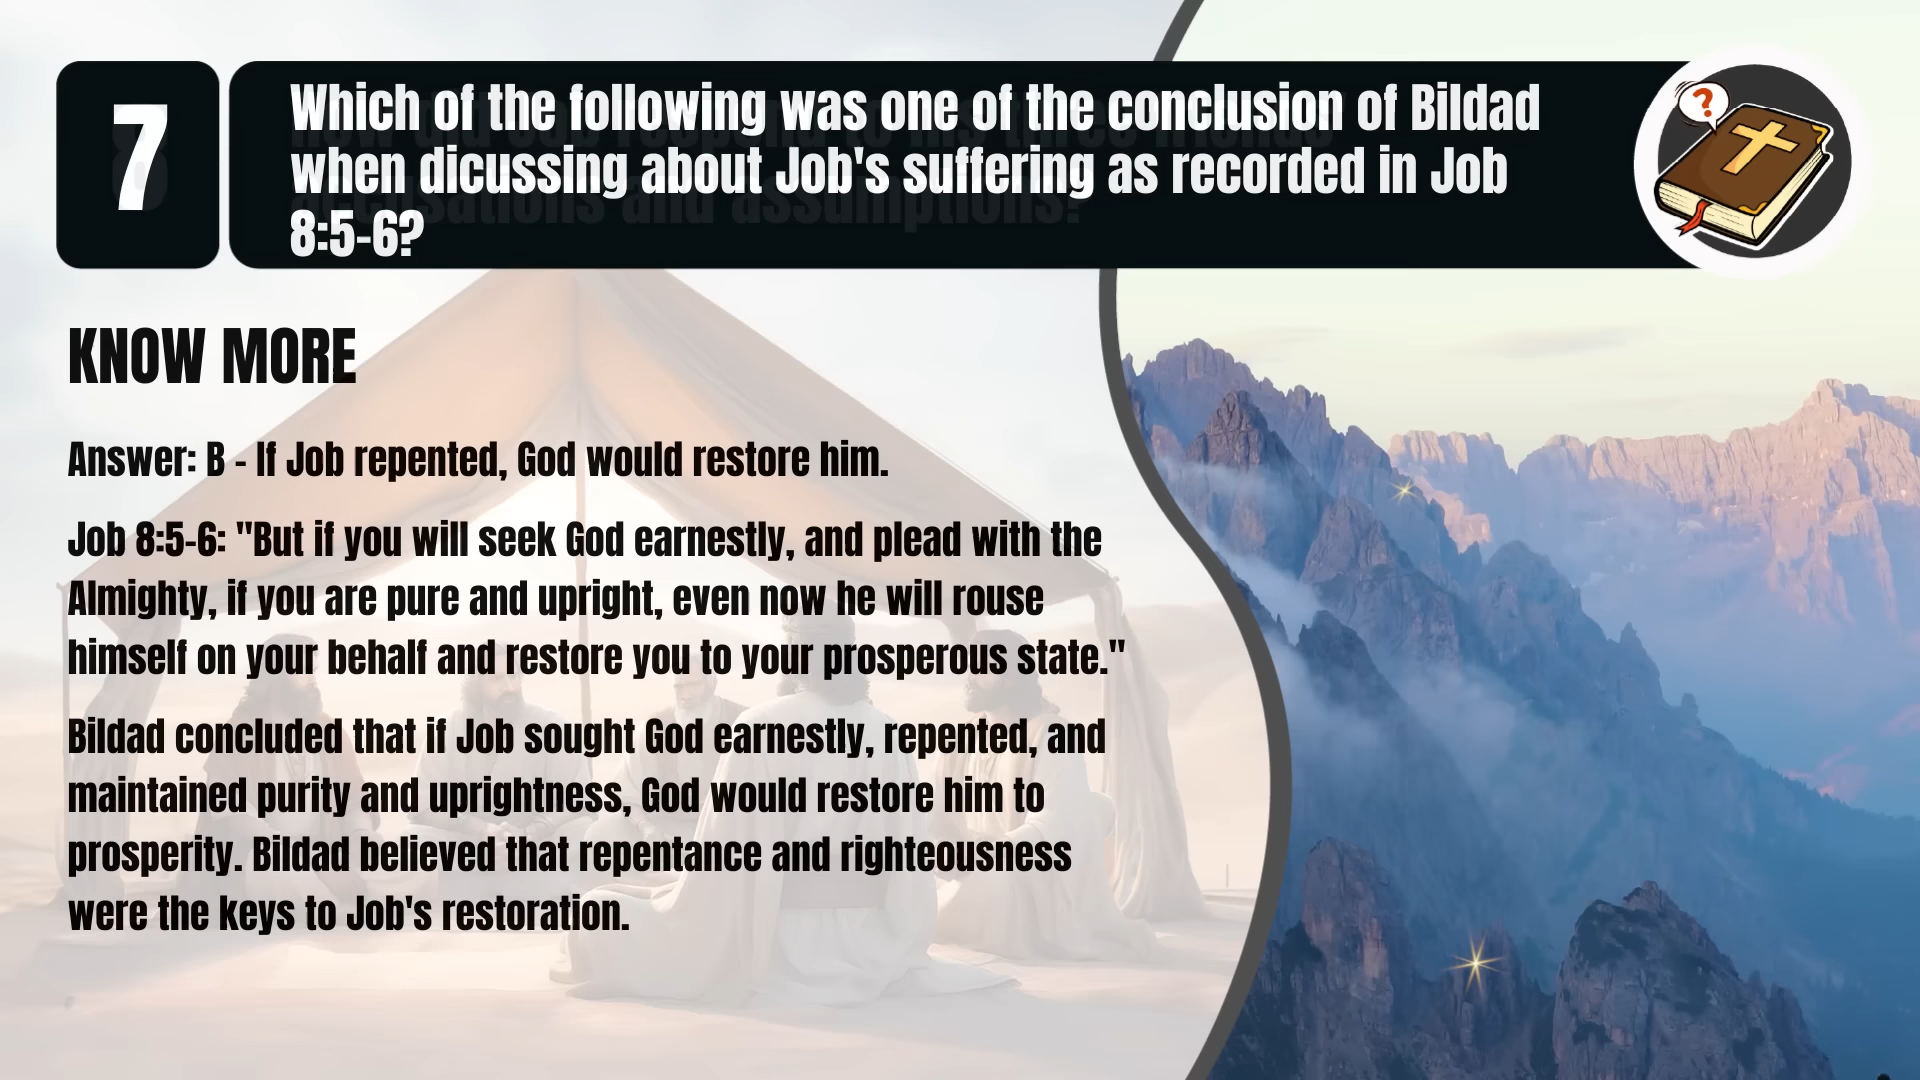 7
Which of the following was one of the conclusion of Bildad
when dicussing about Job's suffering as recorded in Job
8:5-6?
?
KNOW MORE
Answer: B - If Job repented, God would restore him.
Job 8:5-6: "But if you will seek God earnestly, and plead with the
Almighty, if you are pure and upright, even now he will rouse
himself on your behalf and restore you to your prosperous state."
Bildad concluded that if Job sought God earnestly, repented, and
maintained purity and uprightness, God would restore him to
prosperity. Bildad believed that repentance and righteousness
were the keys to Job's restoration.